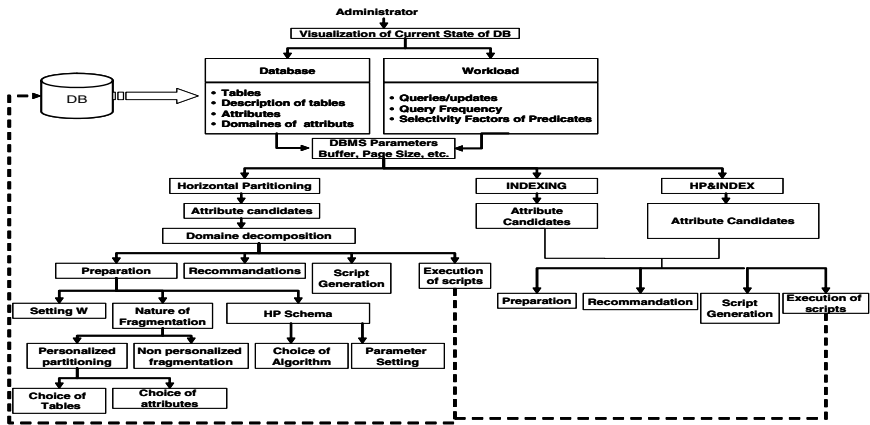 Administrator
Visualization of Current State of DB
Database
Workload
DB
• Tables
• Description of tables
• Attributes
• Domaines of attributs
• Queries/updates
• Query Frequency
• Selectivity Factors of Predicates
DBMS Parameters
Buffer, Page Size, etc.
Horizontal Partitioning
INDEXING
HP&INDEX
Attribute candidates
Attribute
Candidates
Attribute Candidates
Domaine decomposition
Preparation
Recommandations
Script
Generation
Execution
of scripts
Preparation
Recommandation
Script
Generation
Execution of
scripts
Setting W
Nature of
Fragmentation
HP Schema
Personalized
partitioning
Non personalized
fragmentation
Choice of
Algorithm
Parameter
Setting
Choice of
Tables
Choice of
attributes